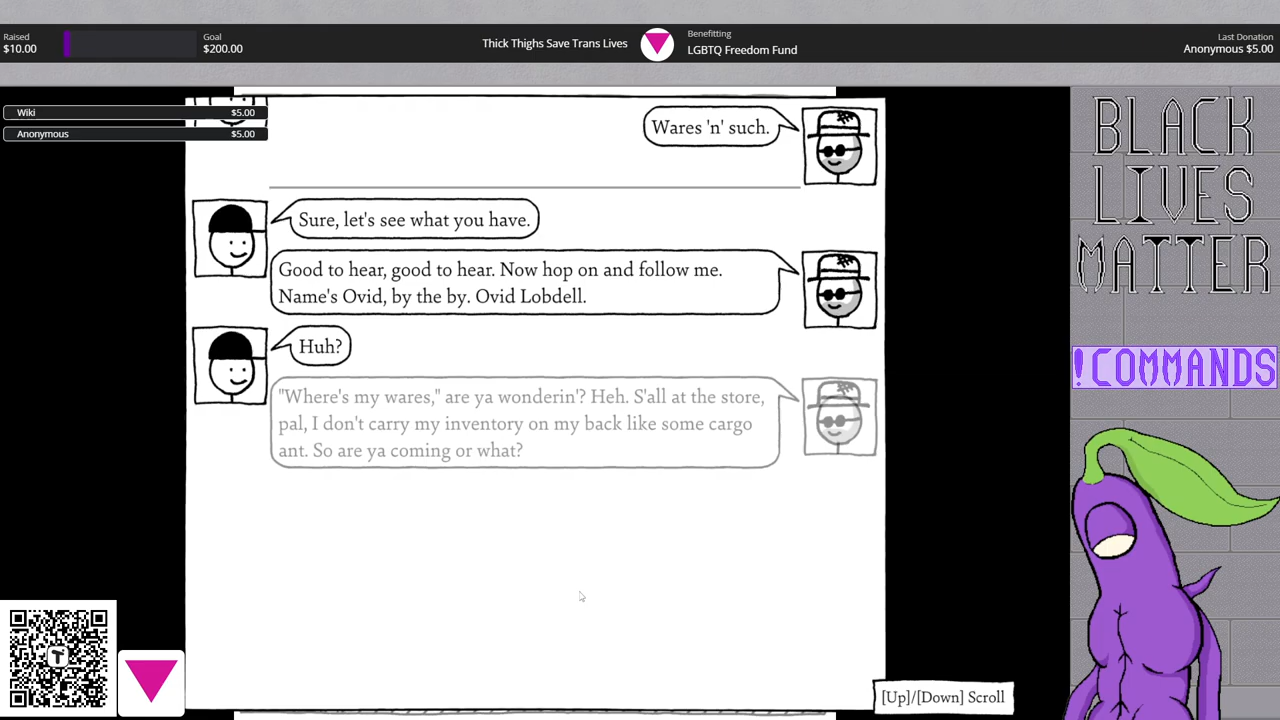 Raised
$10.00
Goal
$200.00
Thick Thighs Save Trans Lives
Benefitting
LGBTQ Freedom Fund
Last Donation
Anonymous $5.00
Wiki $5.00
Anonymous $5.00
Wares 'n' such.
Sure, let's see what you have.
Good to hear, good to hear. Now hop on and follow me.
Name's Ovid, by the by. Ovid Lobdell.
Huh?
"Where's my wares," are ya wonderin'? Heh. S'all at the store,
pal, I don't carry my inventory on my back like some cargo
ant. So are ya coming or what?
[Up]/[Down] Scroll
BLACK
LIVES
MATTER
!COMMANDS
T